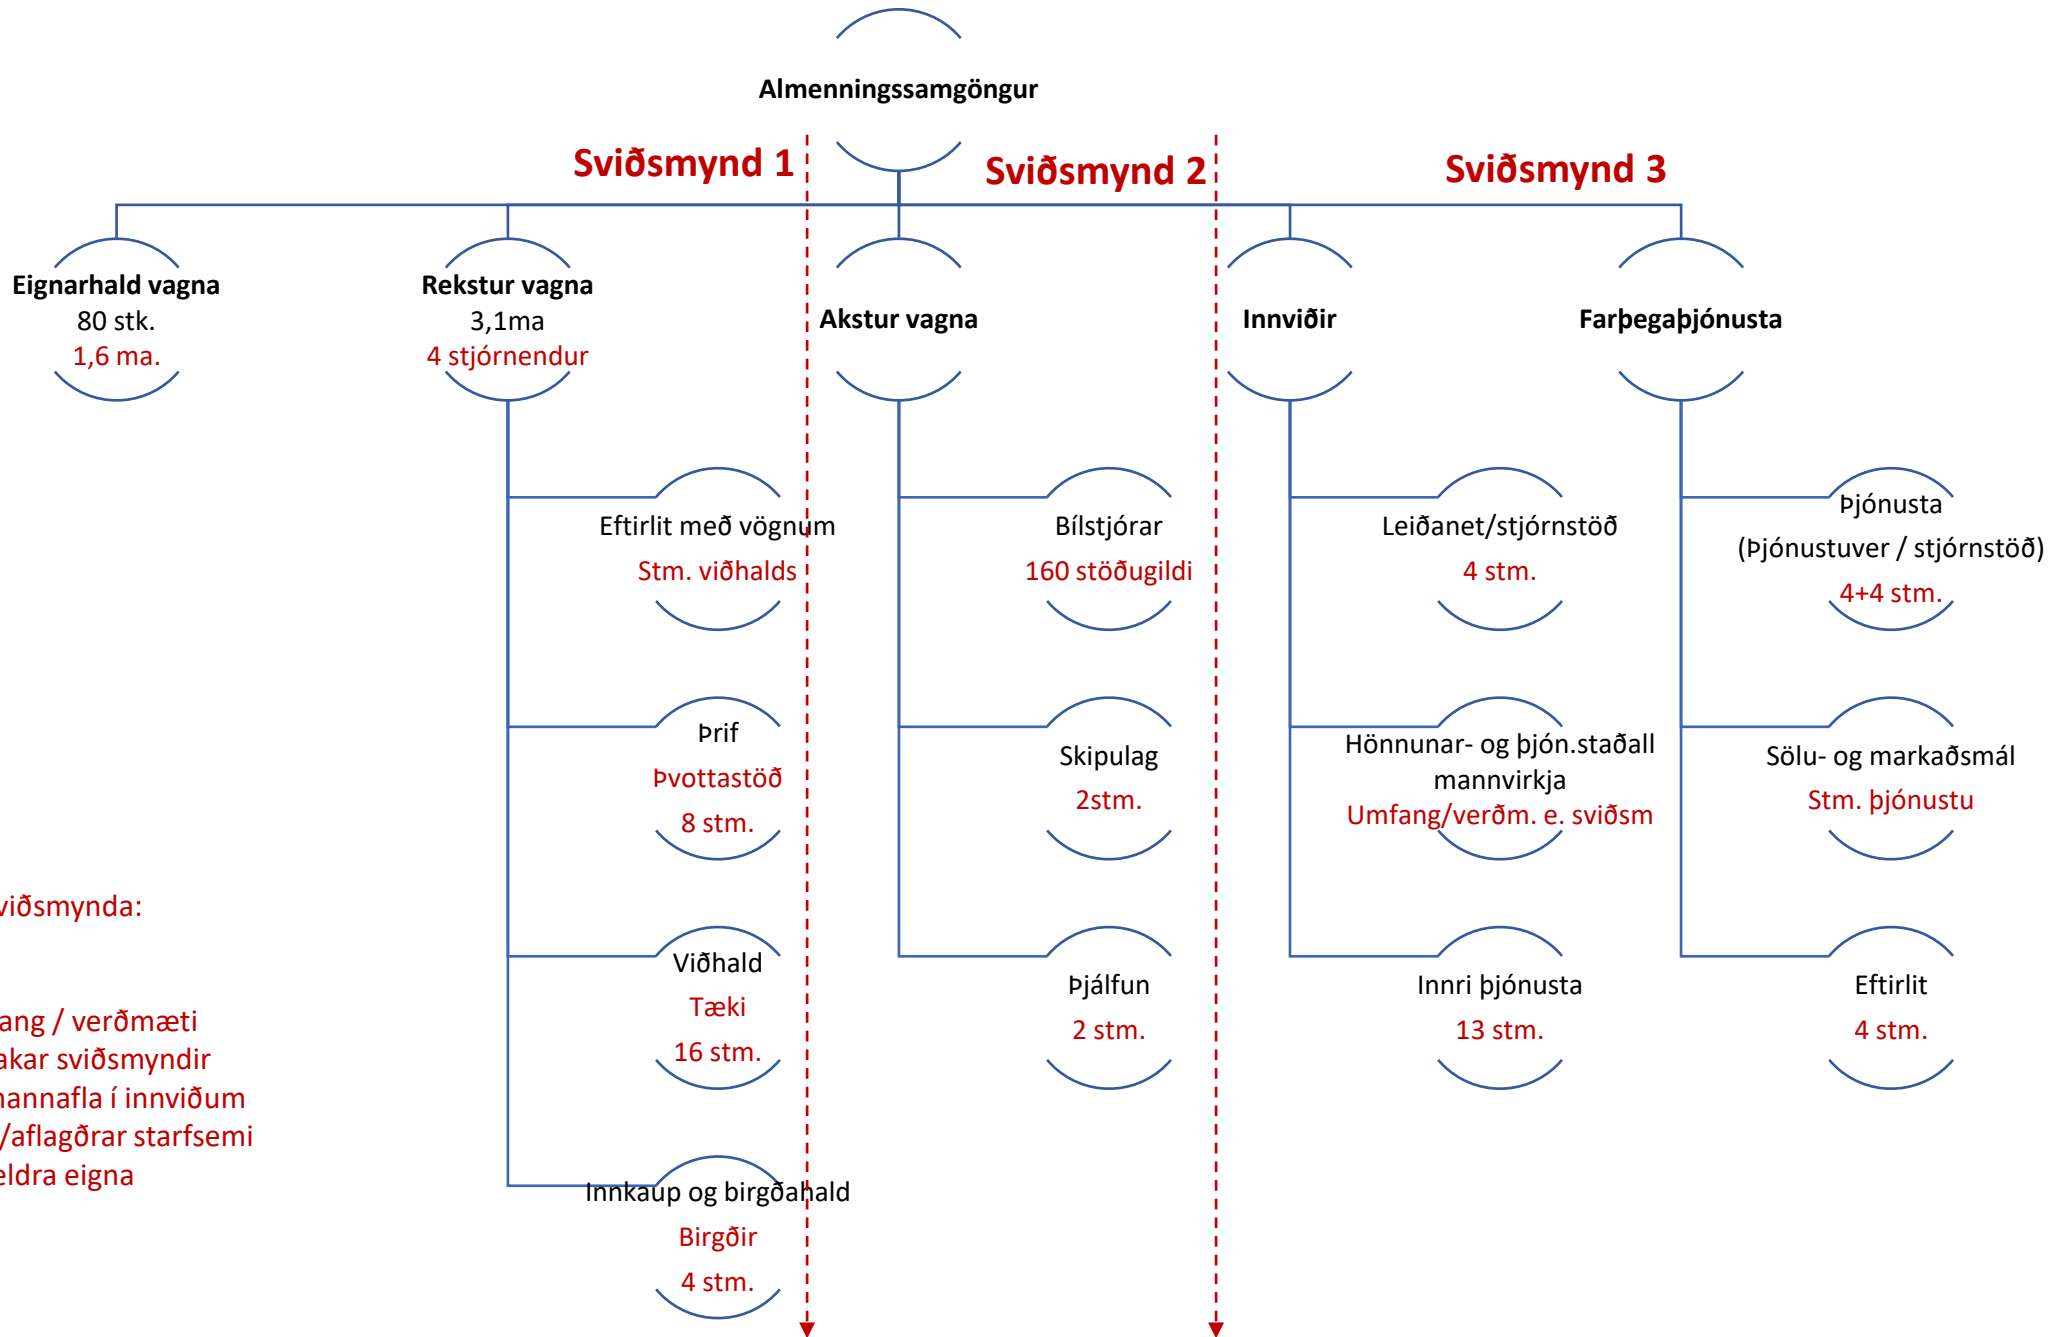 Almenningssamgöngur
Sviðsmynd 1
Sviðsmynd 2
Sviðsmynd 3
Eignarhald vagna
80 stk.
1,6 ma.
Rekstur vagna
3,1ma
4 stjórnendur
Akstur vagna
Innviðir
Farþegaþjónusta
Eftirlit með vögnum
Stm. viðhalds
Þrif
Þvottastöð
8 stm.
Viðhald
Tæki
16 stm.
Innkaup og birgðahald
Birgðir
4 stm.
Bílstjórar
160 stöðugildi
Skipulag
2stm.
Þjálfun
2 stm.
Leiðanet/stjórnstöð
4 stm.
Hönnunar- og þjón.staðall
mannvirkja
Umfang/verðm. e. sviðsm
Innri þjónusta
13 stm.
Þjónusta
(Þjónustuver / stjórnstöð)
4+4 stm.
Sölu- og markaðsmál
Stm. þjónustu
Eftirlit
4 stm.
viðsmynda:
ang / verðmæti
akar sviðsmyndir
mannafla í innviðum
/aflagðrar starfsemi
eldra eigna